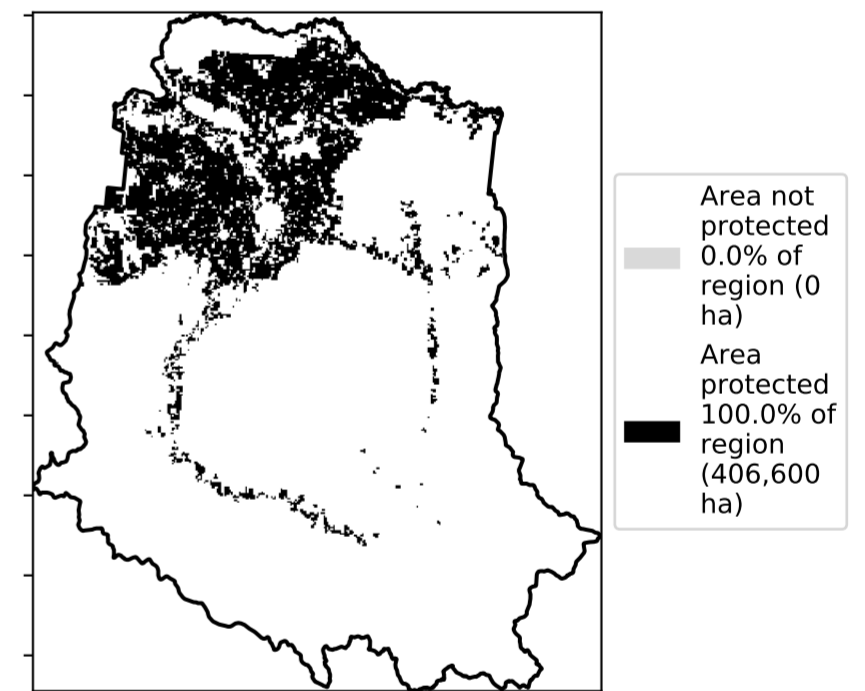 Area not
protected
0.0% of
region (0
ha)
Area
protected
100.0% of
region
(406,600
ha)